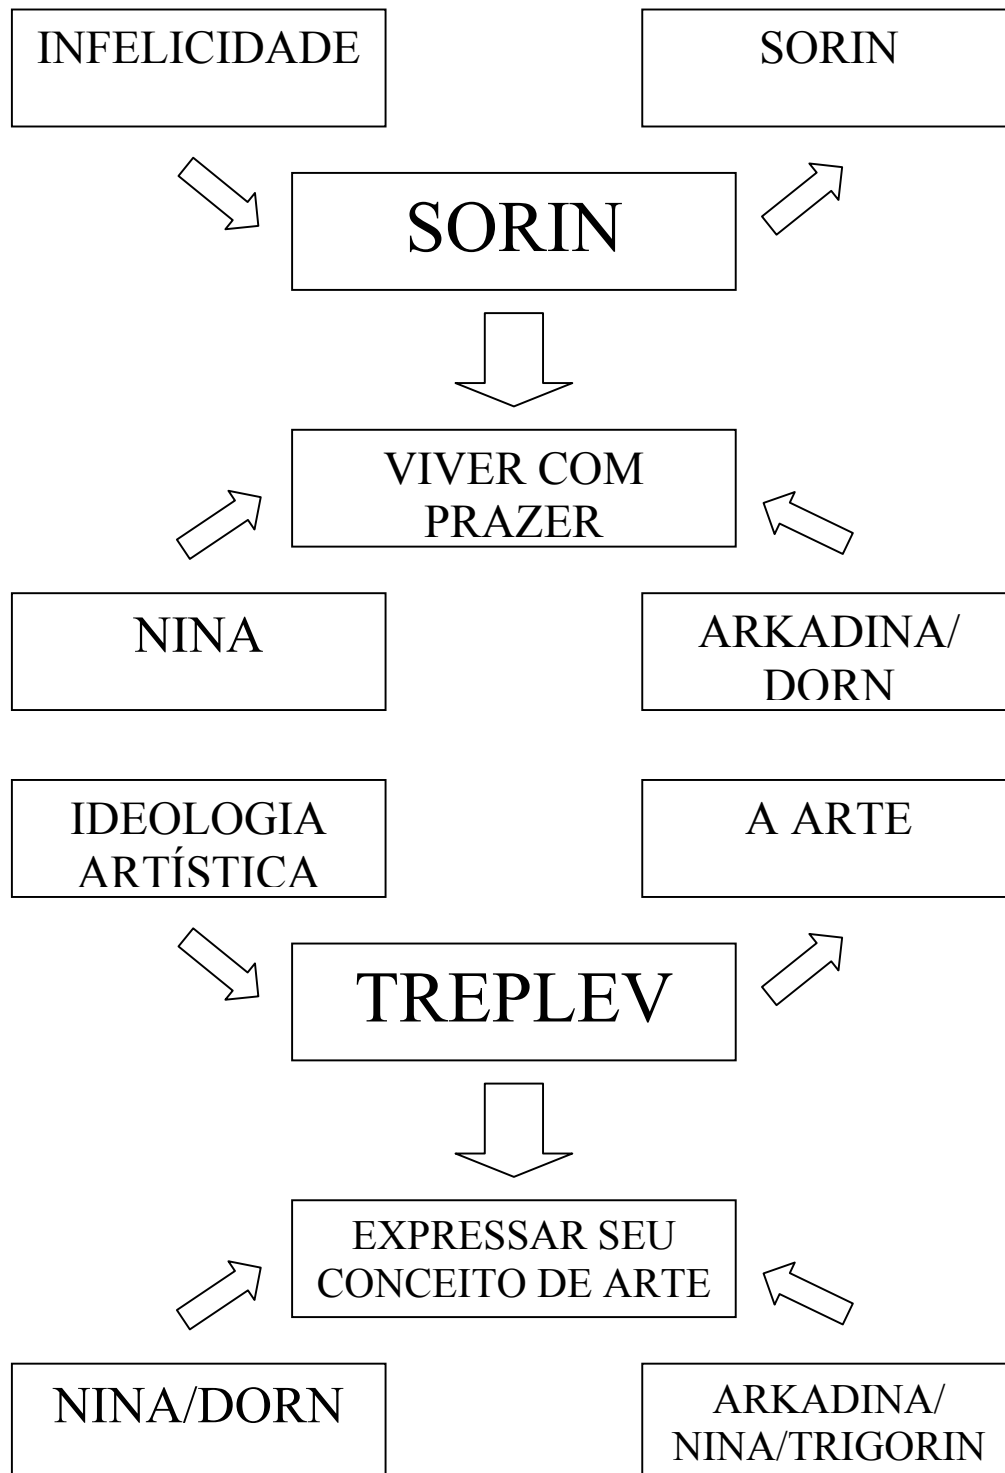 INFELICIDADE
SORIN
SORIN
VIVER COM
PRAZER
NINA
ARKADINA/
DORN
IDEOLOGIA
ARTÍSTICA
A ARTE
TREPLEV
EXPRESSAR SEU
CONCEITO DE ARTE
NINA/DORN
ARKADINA/
NINA/TRIGORIN